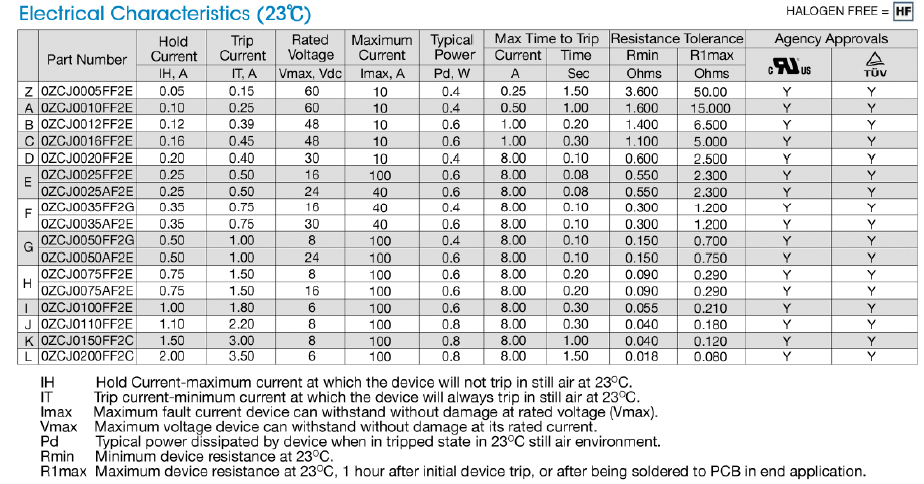 Electrical Characteristics (23℃)
HALOGEN FREE = HF
Part Number Hold Current Trip Current Rated Voltage Maximum Current Typical Power Max Time to Trip Resistance Tolerance Agency Approvals
Current Time Rmin R1max c RU US TÜV
IH, A IT, A Vmax, Vdc Imax, A Pd, W A Sec Ohms Ohms
Z 0ZCJ0005FF2E 0.05 0.15 60 10 0.4 0.25 1.50 3.600 50.00 Y Y
A 0ZCJ0010FF2E 0.10 0.25 60 10 0.4 0.50 1.00 1.600 15.000 Y Y
B 0ZCJ0012FF2E 0.12 0.39 48 10 0.6 1.00 0.20 1.400 6.500 Y Y
C 0ZCJ0016FF2E 0.16 0.45 48 10 0.6 1.00 0.30 1.100 5.000 Y Y
D 0ZCJ0020FF2E 0.20 0.40 30 10 0.4 8.00 0.10 0.600 2.500 Y Y
E 0ZCJ0025FF2E 0.25 0.50 16 100 0.6 8.00 0.08 0.550 2.300 Y Y
0ZCJ0025AF2E 0.25 0.50 24 40 0.6 8.00 0.08 0.550 2.300 Y Y
F 0ZCJ0035FF2G 0.35 0.75 16 40 0.4 8.00 0.10 0.300 1.200 Y Y
0ZCJ0035AF2E 0.35 0.75 30 40 0.6 8.00 0.10 0.300 1.200 Y Y
G 0ZCJ0050FF2G 0.50 1.00 8 100 0.4 8.00 0.10 0.150 0.700 Y Y
0ZCJ0050AF2E 0.50 1.00 24 100 0.6 8.00 0.10 0.150 0.750 Y Y
H 0ZCJ0075FF2E 0.75 1.50 8 100 0.6 8.00 0.20 0.090 0.290 Y Y
0ZCJ0075AF2E 0.75 1.50 16 100 0.6 8.00 0.20 0.090 0.290 Y Y
I 0ZCJ0100FF2E 1.00 1.80 6 100 0.6 8.00 0.30 0.055 0.210 Y Y
J 0ZCJ0110FF2E 1.10 2.20 8 100 0.8 8.00 0.30 0.040 0.180 Y Y
K 0ZCJ0150FF2C 1.50 3.00 8 100 0.8 8.00 1.00 0.040 0.120 Y Y
L 0ZCJ0200FF2C 2.00 3.50 6 100 0.8 8.00 1.50 0.018 0.080 Y Y
IH Hold Current-maximum current at which the device will not trip in still air at 23°C.
IT Trip current-minimum current at which the device will always trip in still air at 23°C.
Imax Maximum fault current device can withstand without damage at rated voltage (Vmax).
Vmax Maximum voltage device can withstand without damage at its rated current.
Pd Typical power dissipated by device when in tripped state in 23°C still air environment.
Rmin Minimum device resistance at 23°C.
R1max Maximum device resistance at 23°C, 1 hour after initial device trip, or after being soldered to PCB in end application.